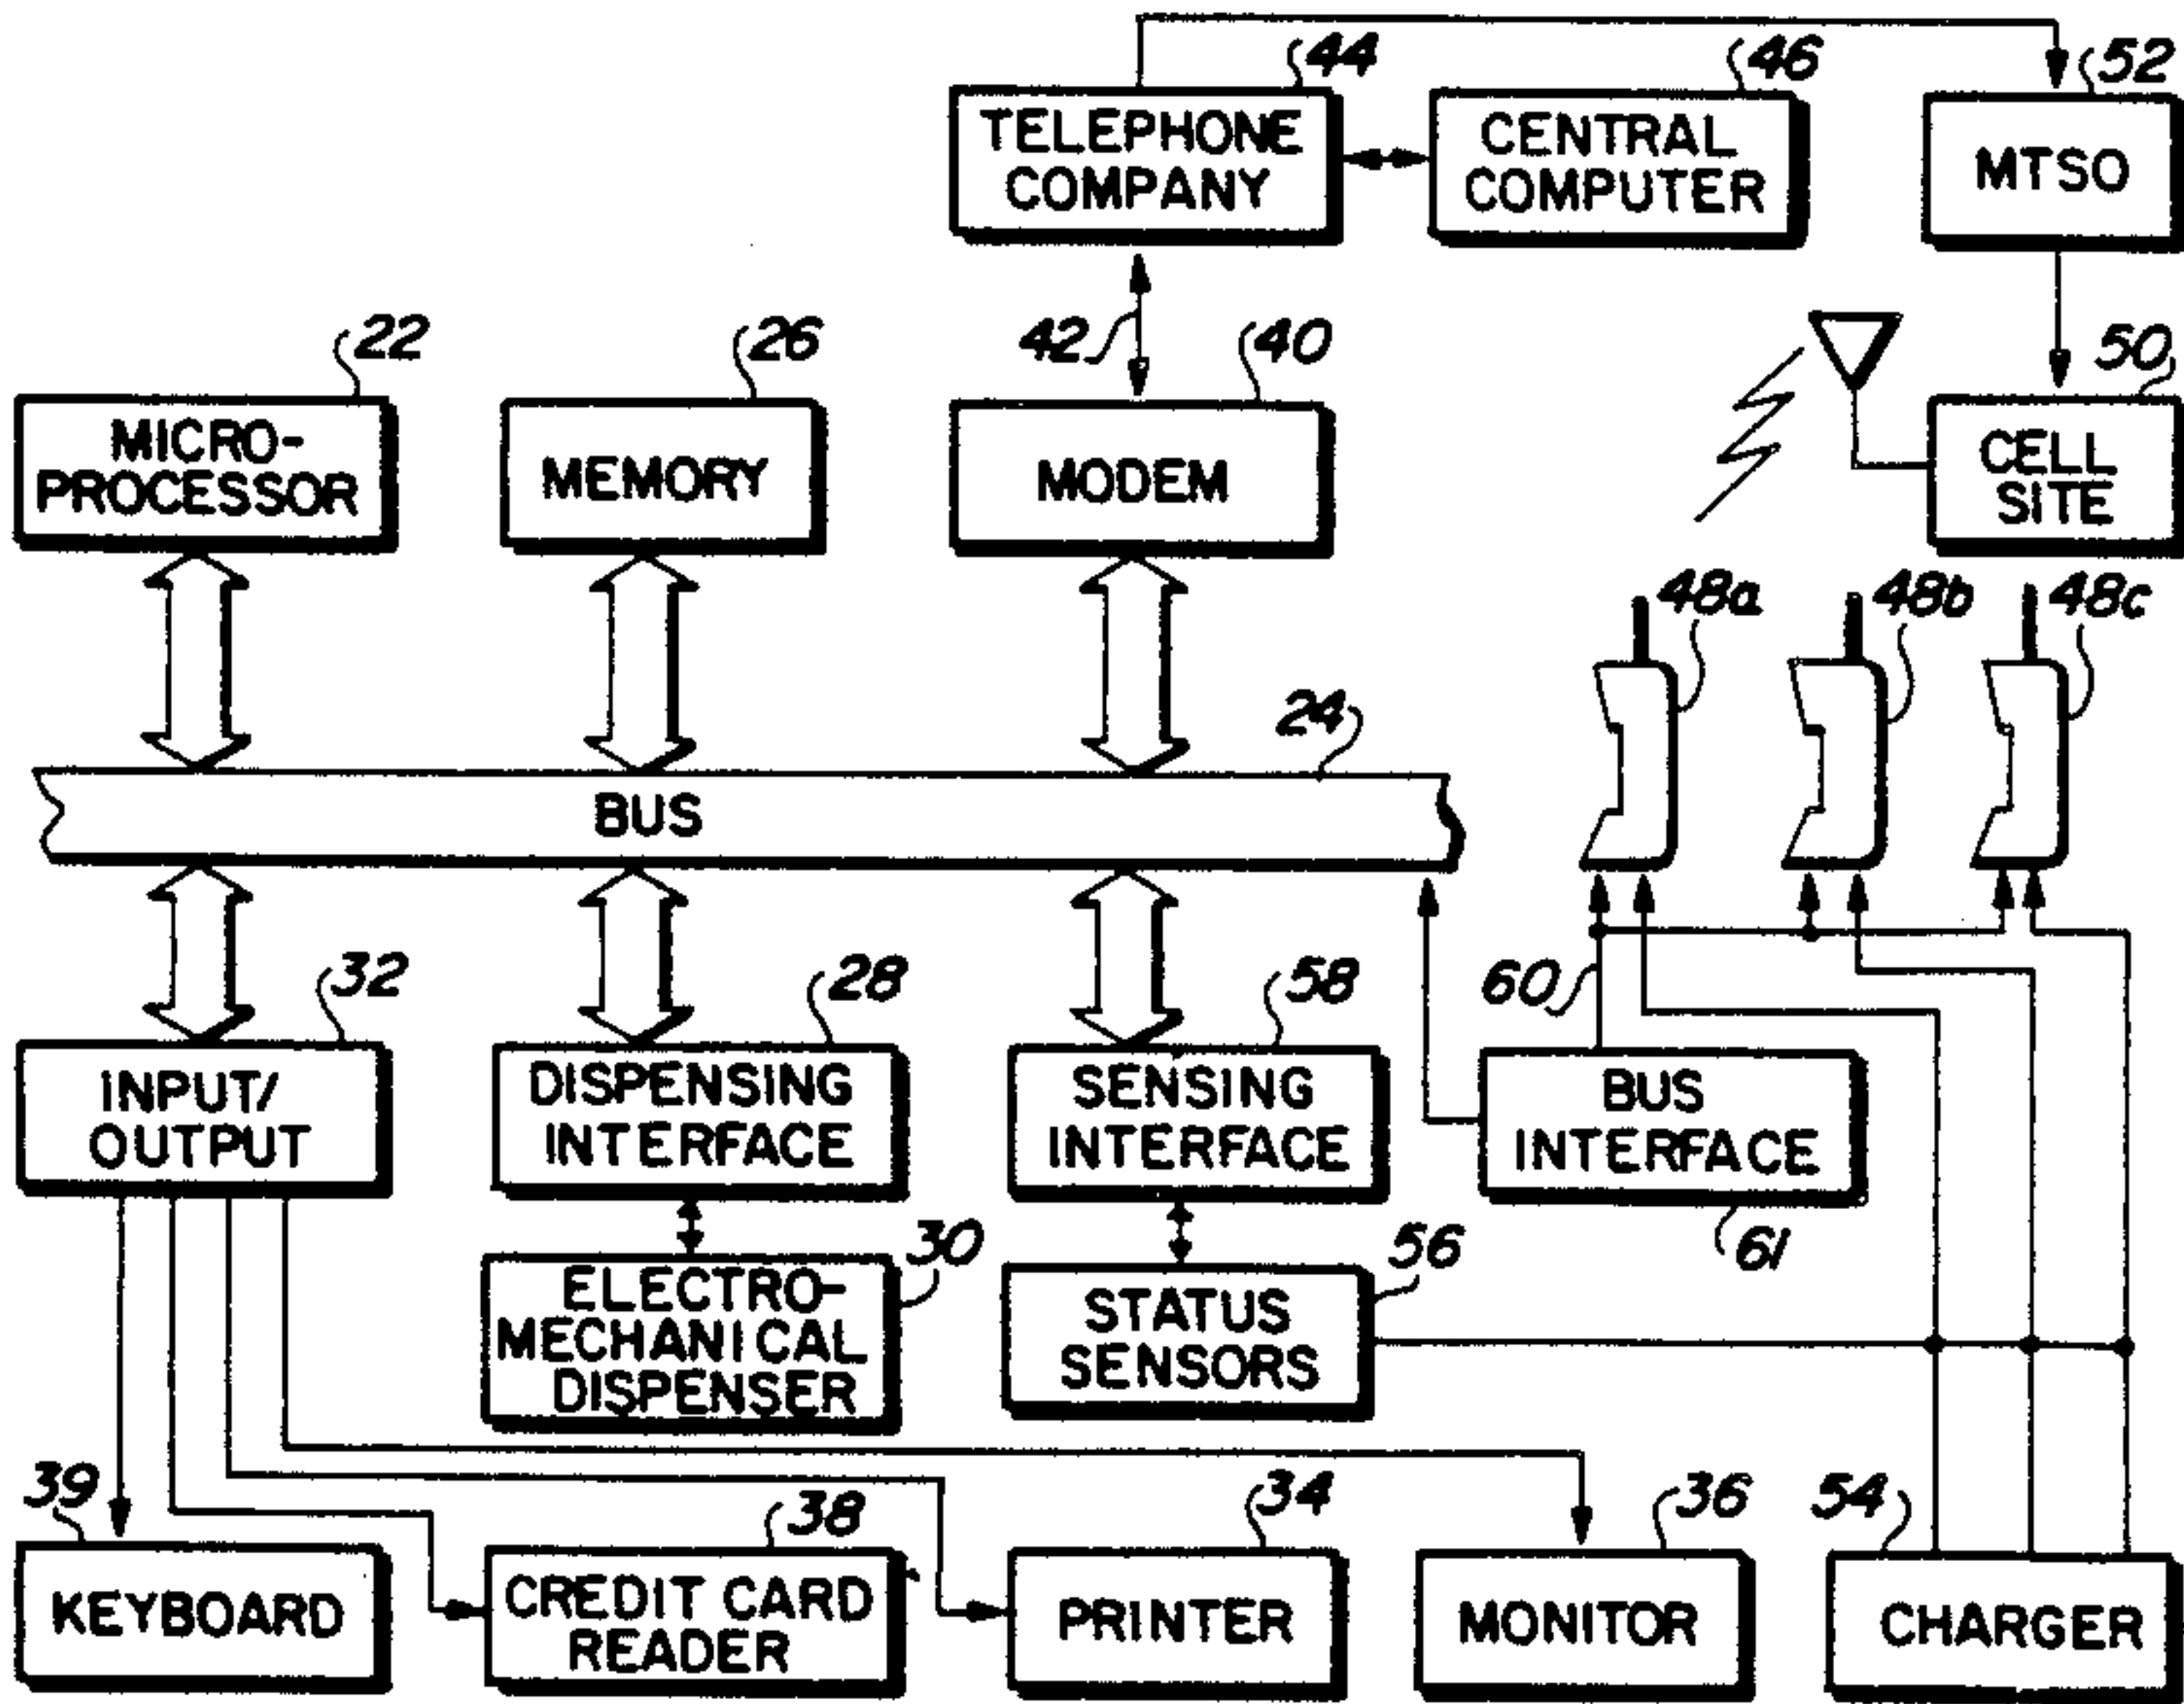 44
46
52
TELEPHONE
COMPANY
CENTRAL
COMPUTER
MTSO
22
26
42
40
50
MICRO-
PROCESSOR
MEMORY
MODEM
CELL
SITE
48a
48b
48c
24
BUS
32
28
58
60
INPUT/
OUTPUT
DISPENSING
INTERFACE
SENSING
INTERFACE
BUS
INTERFACE
30
56
61
ELECTRO-
MECHANICAL
DISPENSER
STATUS
SENSORS
39
38
34
36
54
KEYBOARD
CREDIT CARD
READER
PRINTER
MONITOR
CHARGER